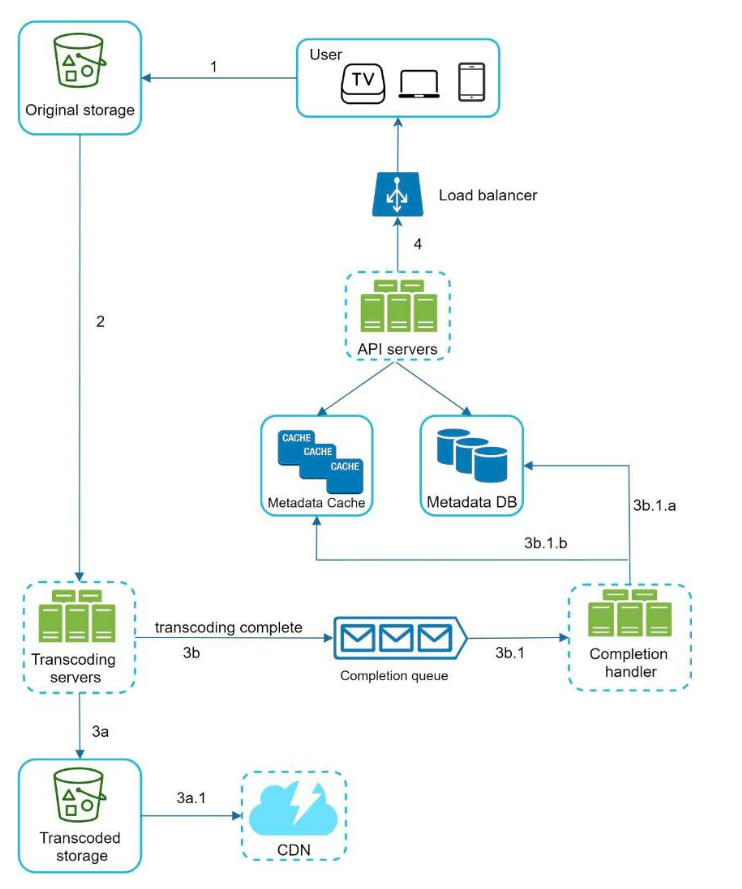 User
TV
1
Original storage
Load balancer
4
2
API servers
CACHE
CACHE
CACHE
Metadata Cache
Metadata DB
3b.1.a
3b.1.b
transcoding complete
3b
3b.1
Transcoding
servers
Completion queue
Completion
handler
3a
3a.1
Transcoded
storage
CDN